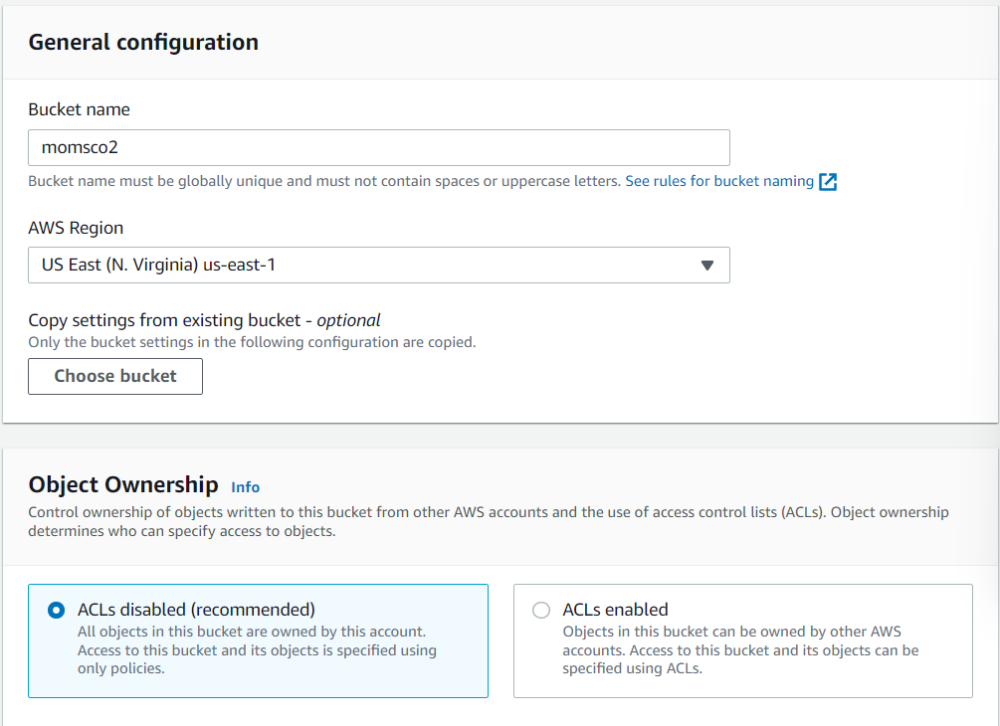 General configuration
Bucket name
momsco2
Bucket name must be globally unique and must not contain spaces or uppercase letters. See rules for bucket naming
AWS Region
US East (N. Virginia) us-east-1
Copy settings from existing bucket - optional
Only the bucket settings in the following configuration are copied.
Choose bucket
Object Ownership Info
Control ownership of objects written to this bucket from other AWS accounts and the use of access control lists (ACLs). Object ownership
determines who can specify access to objects.
ACLs disabled (recommended)
All objects in this bucket are owned by this account.
Access to this bucket and its objects is specified using
only policies.
ACLs enabled
Objects in this bucket can be owned by other AWS
accounts. Access to this bucket and its objects can be
specified using ACLs.